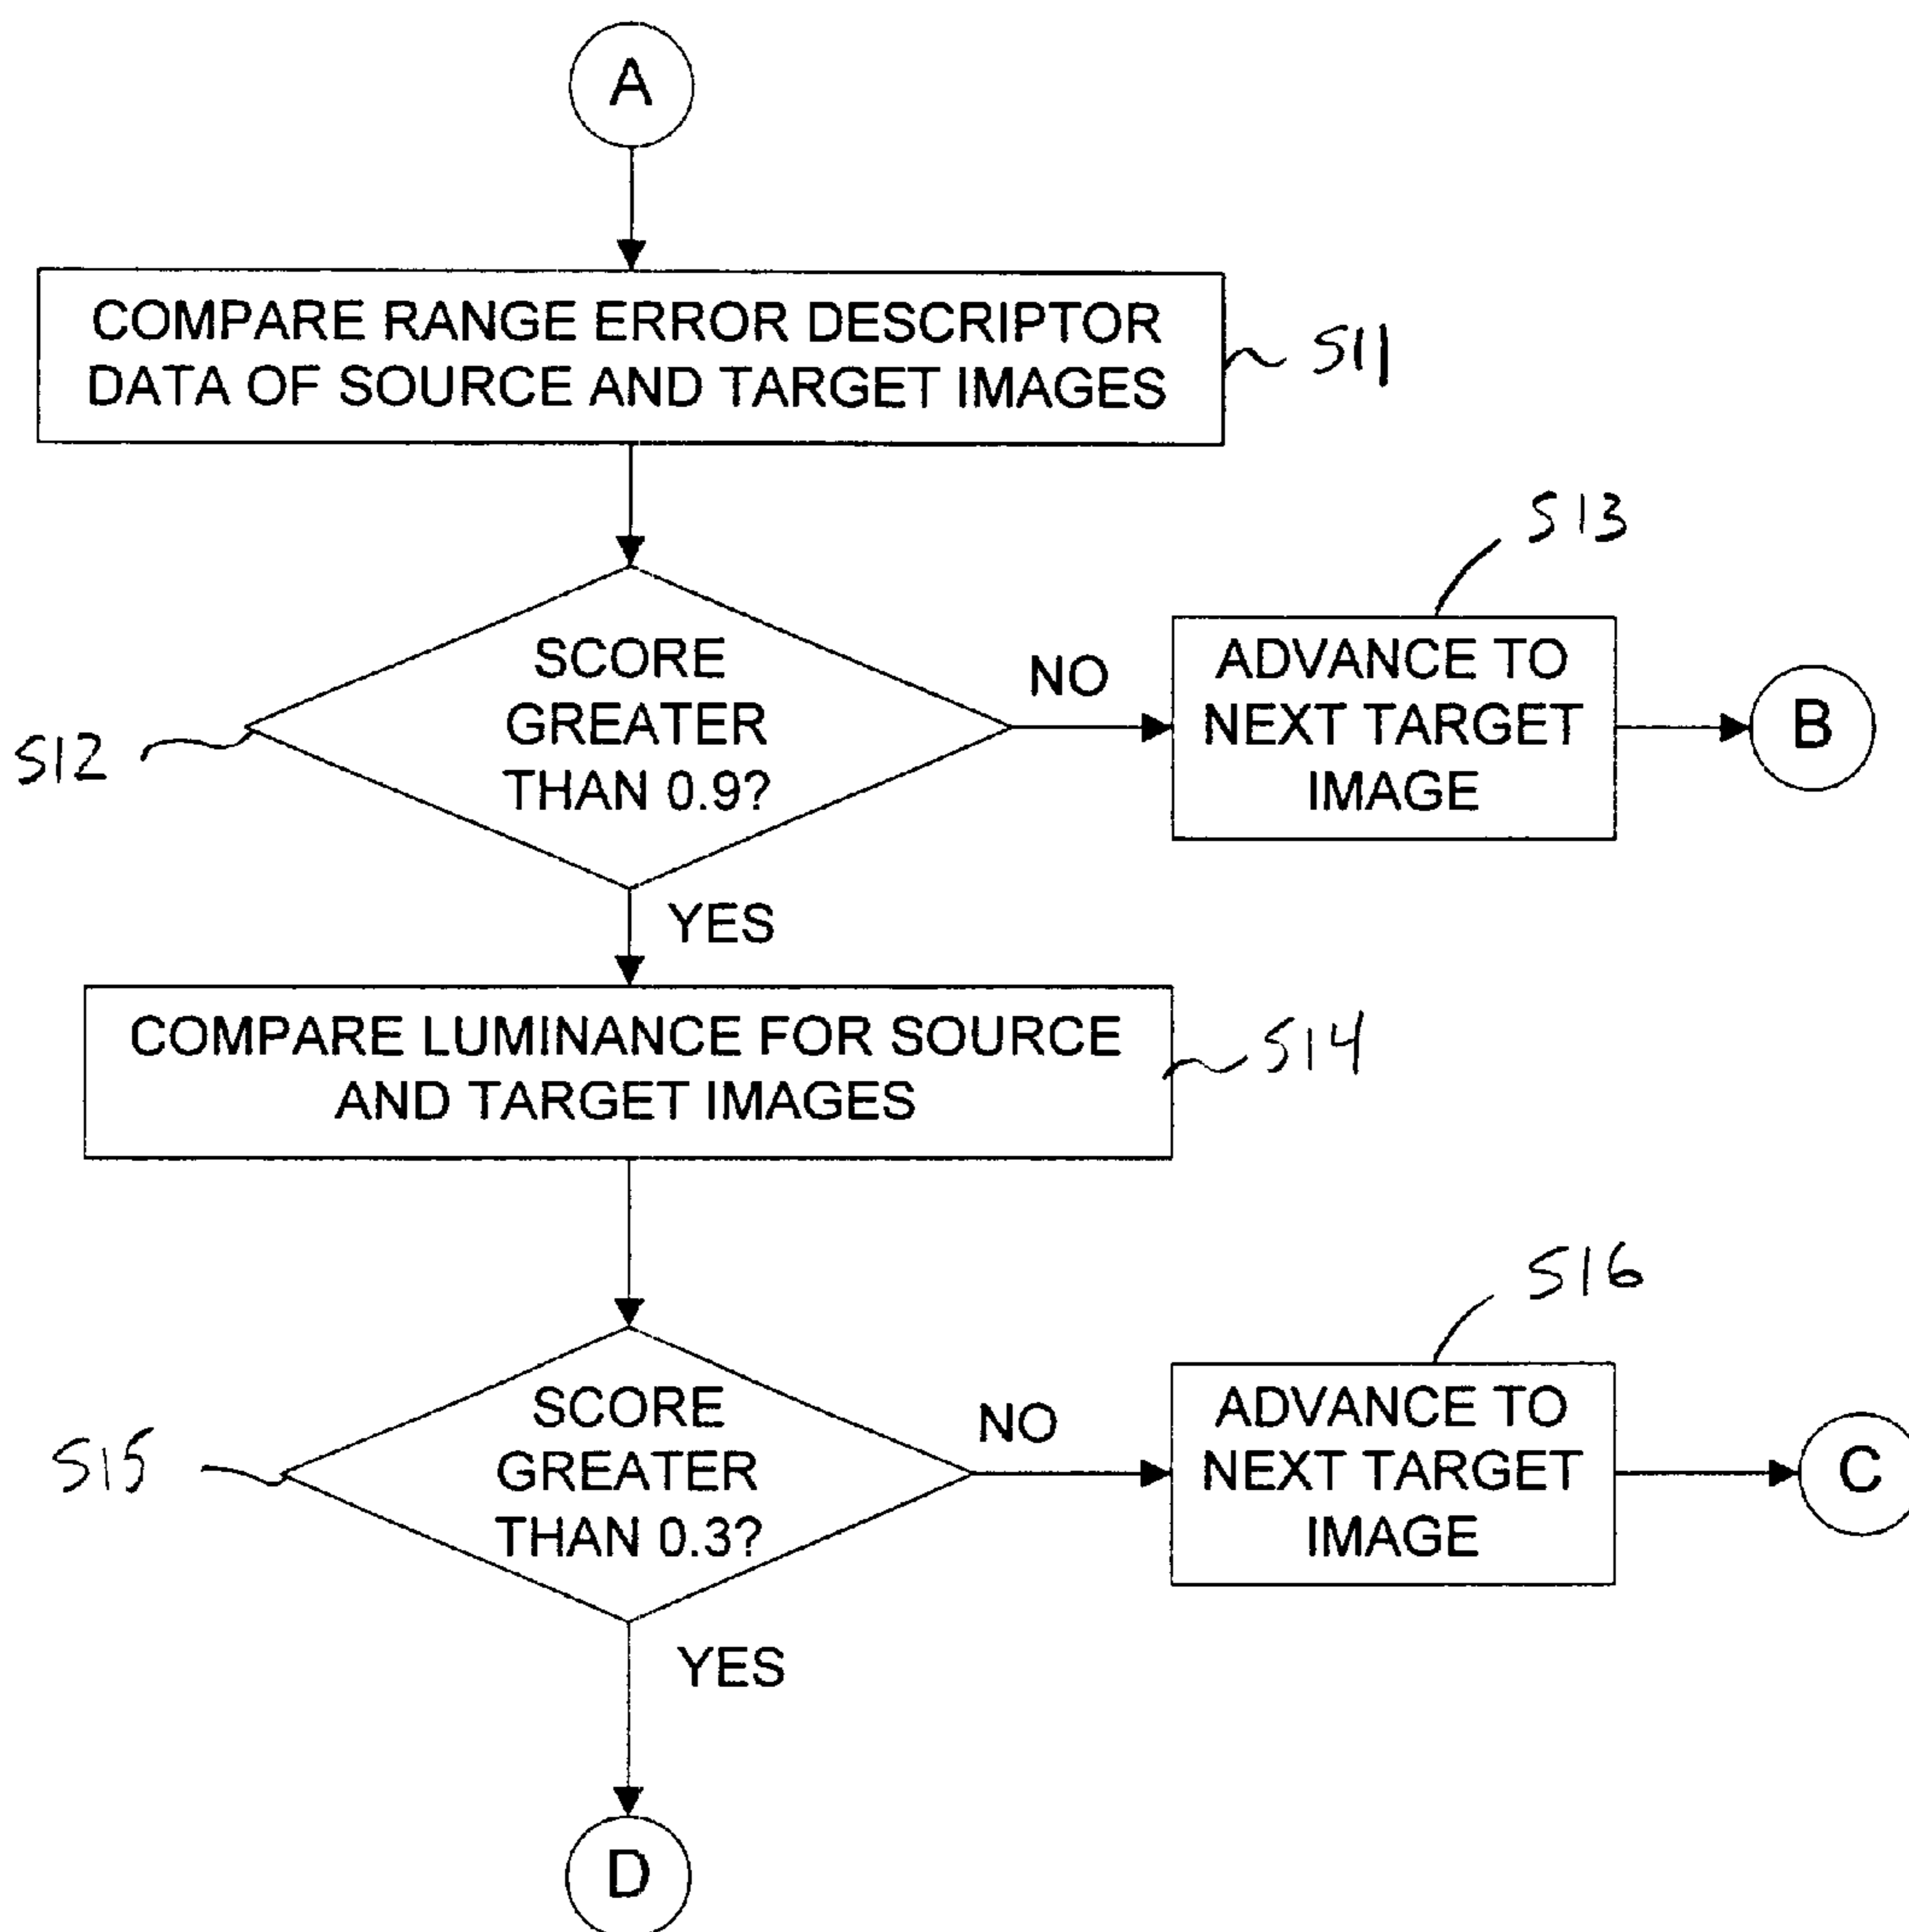 A
COMPARE RANGE ERROR DESCRIPTOR
DATA OF SOURCE AND TARGET IMAGES
S11
S13
SCORE
GREATER
THAN 0.9?
S12
NO
ADVANCE TO
NEXT TARGET
IMAGE
B
YES
COMPARE LUMINANCE FOR SOURCE
AND TARGET IMAGES
S14
S16
SCORE
GREATER
THAN 0.3?
S15
NO
ADVANCE TO
NEXT TARGET
IMAGE
C
YES
D